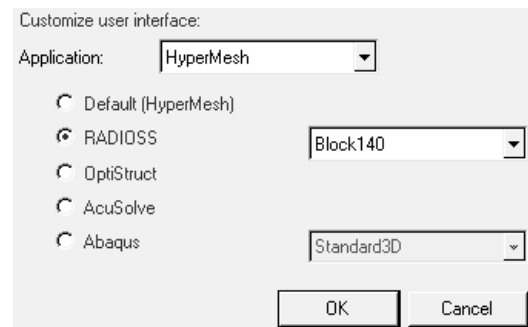 Customize user interface:
Application: HyperMesh
Default (HyperMesh)
RADIOSS Block140
OptiStruct
AcuSolve
Abaqus Standard3D
OK Cancel